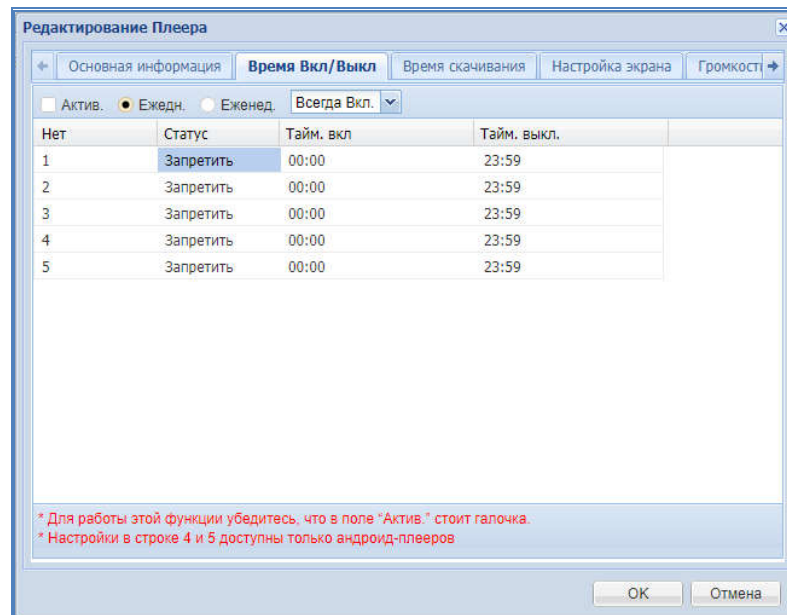 Редактирование Плеера
Основная информация Время Вкл/Выкл Время скачивания Настройка экрана Громкост
Актив. Ежедн. Еженед. Всегда Вкл.
Нет Статус Тайм. вкл Тайм. выкл.
1 Запретить 00:00 23:59
2 Запретить 00:00 23:59
3 Запретить 00:00 23:59
4 Запретить 00:00 23:59
5 Запретить 00:00 23:59
* Для работы этой функции убедитесь, что в поле "Актив." стоит галочка.
* Настройки в строке 4 и 5 доступны только андроид-плееров
OK Отмена